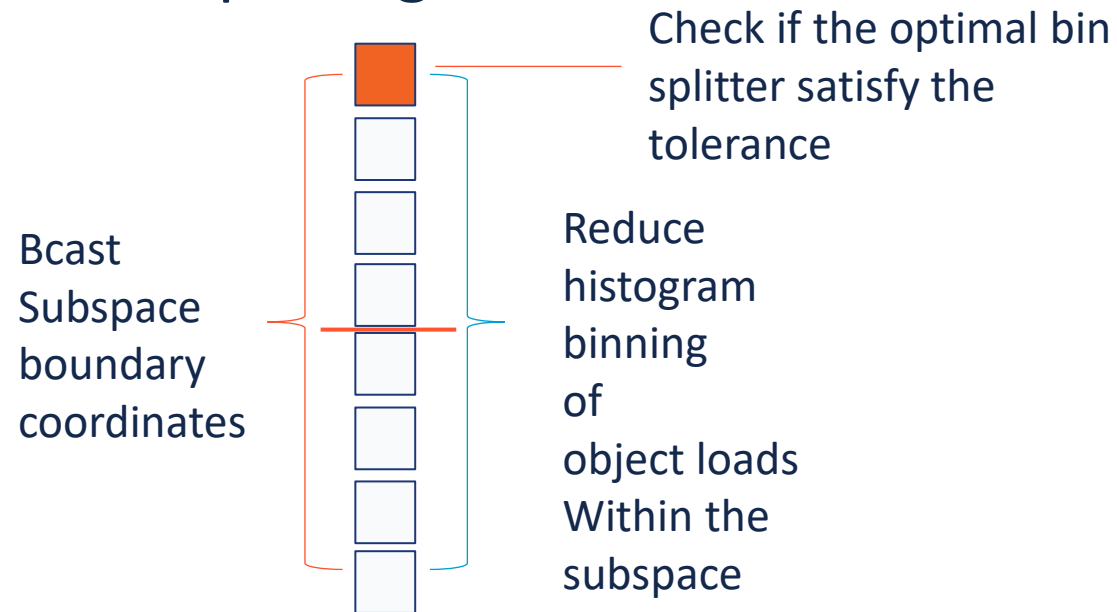 Check if the optimal bin
splitter satisfy the
tolerance
Bcast
Subspace
boundary
coordinates
Reduce
histogram
binning
of
object loads
Within the
subspace